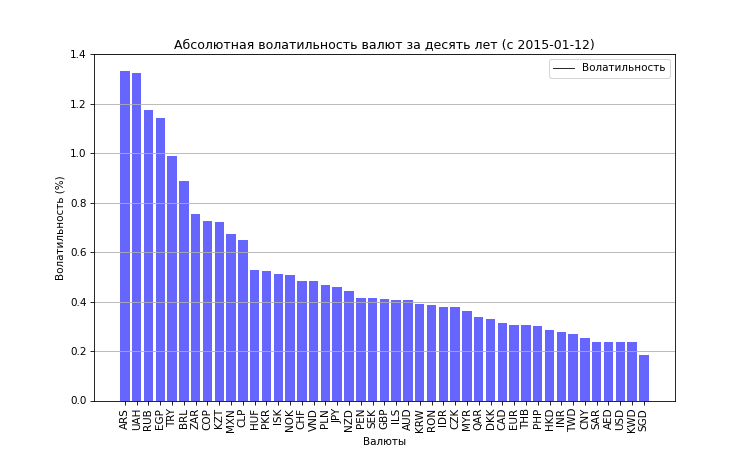 Абсолютная волатильность валют за десять лет (с 2015-01-12)
Волатильность
Волатильность (%)
1.4
1.2
1.0
0.8
0.6
0.4
0.2
0.0
ARS UAH RUB EGP TRY BRL ZAR COP KZT MXN CLP HUF PKR ISK NOK CHF VND PLN JPY NZD PEN SEK GBP ILS AUD KRW RON IDR CZK MYR QAR DKK CAD EUR THB PHP HKD INR TWD CNY SAR AED USD KWD SGD
Валюты